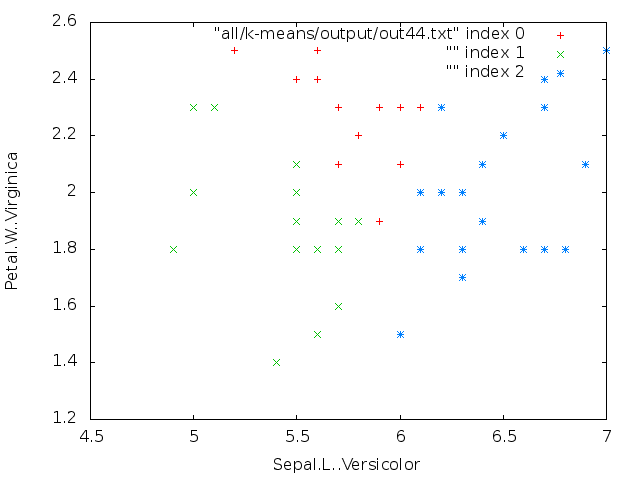 2.6
"all/k-means/output/out44.txt" index 0
"" index 1
"" index 2
2.4
2.2
2
1.8
1.6
1.4
1.2
Petal.W..Virginica
4.5 5 5.5 6 6.5 7
Sepal.L..Versicolor